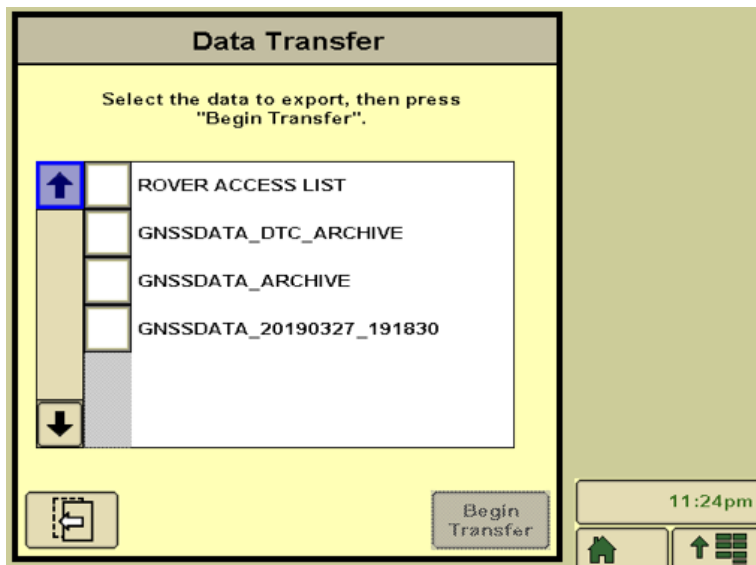 Data Transfer
Select the data to export, then press
"Begin Transfer".
ROVER ACCESS LIST
GNSSDATA_DTC_ARCHIVE
GNSSDATA_ARCHIVE
GNSSDATA_20190327_191830
Begin
Transfer
11:24pm